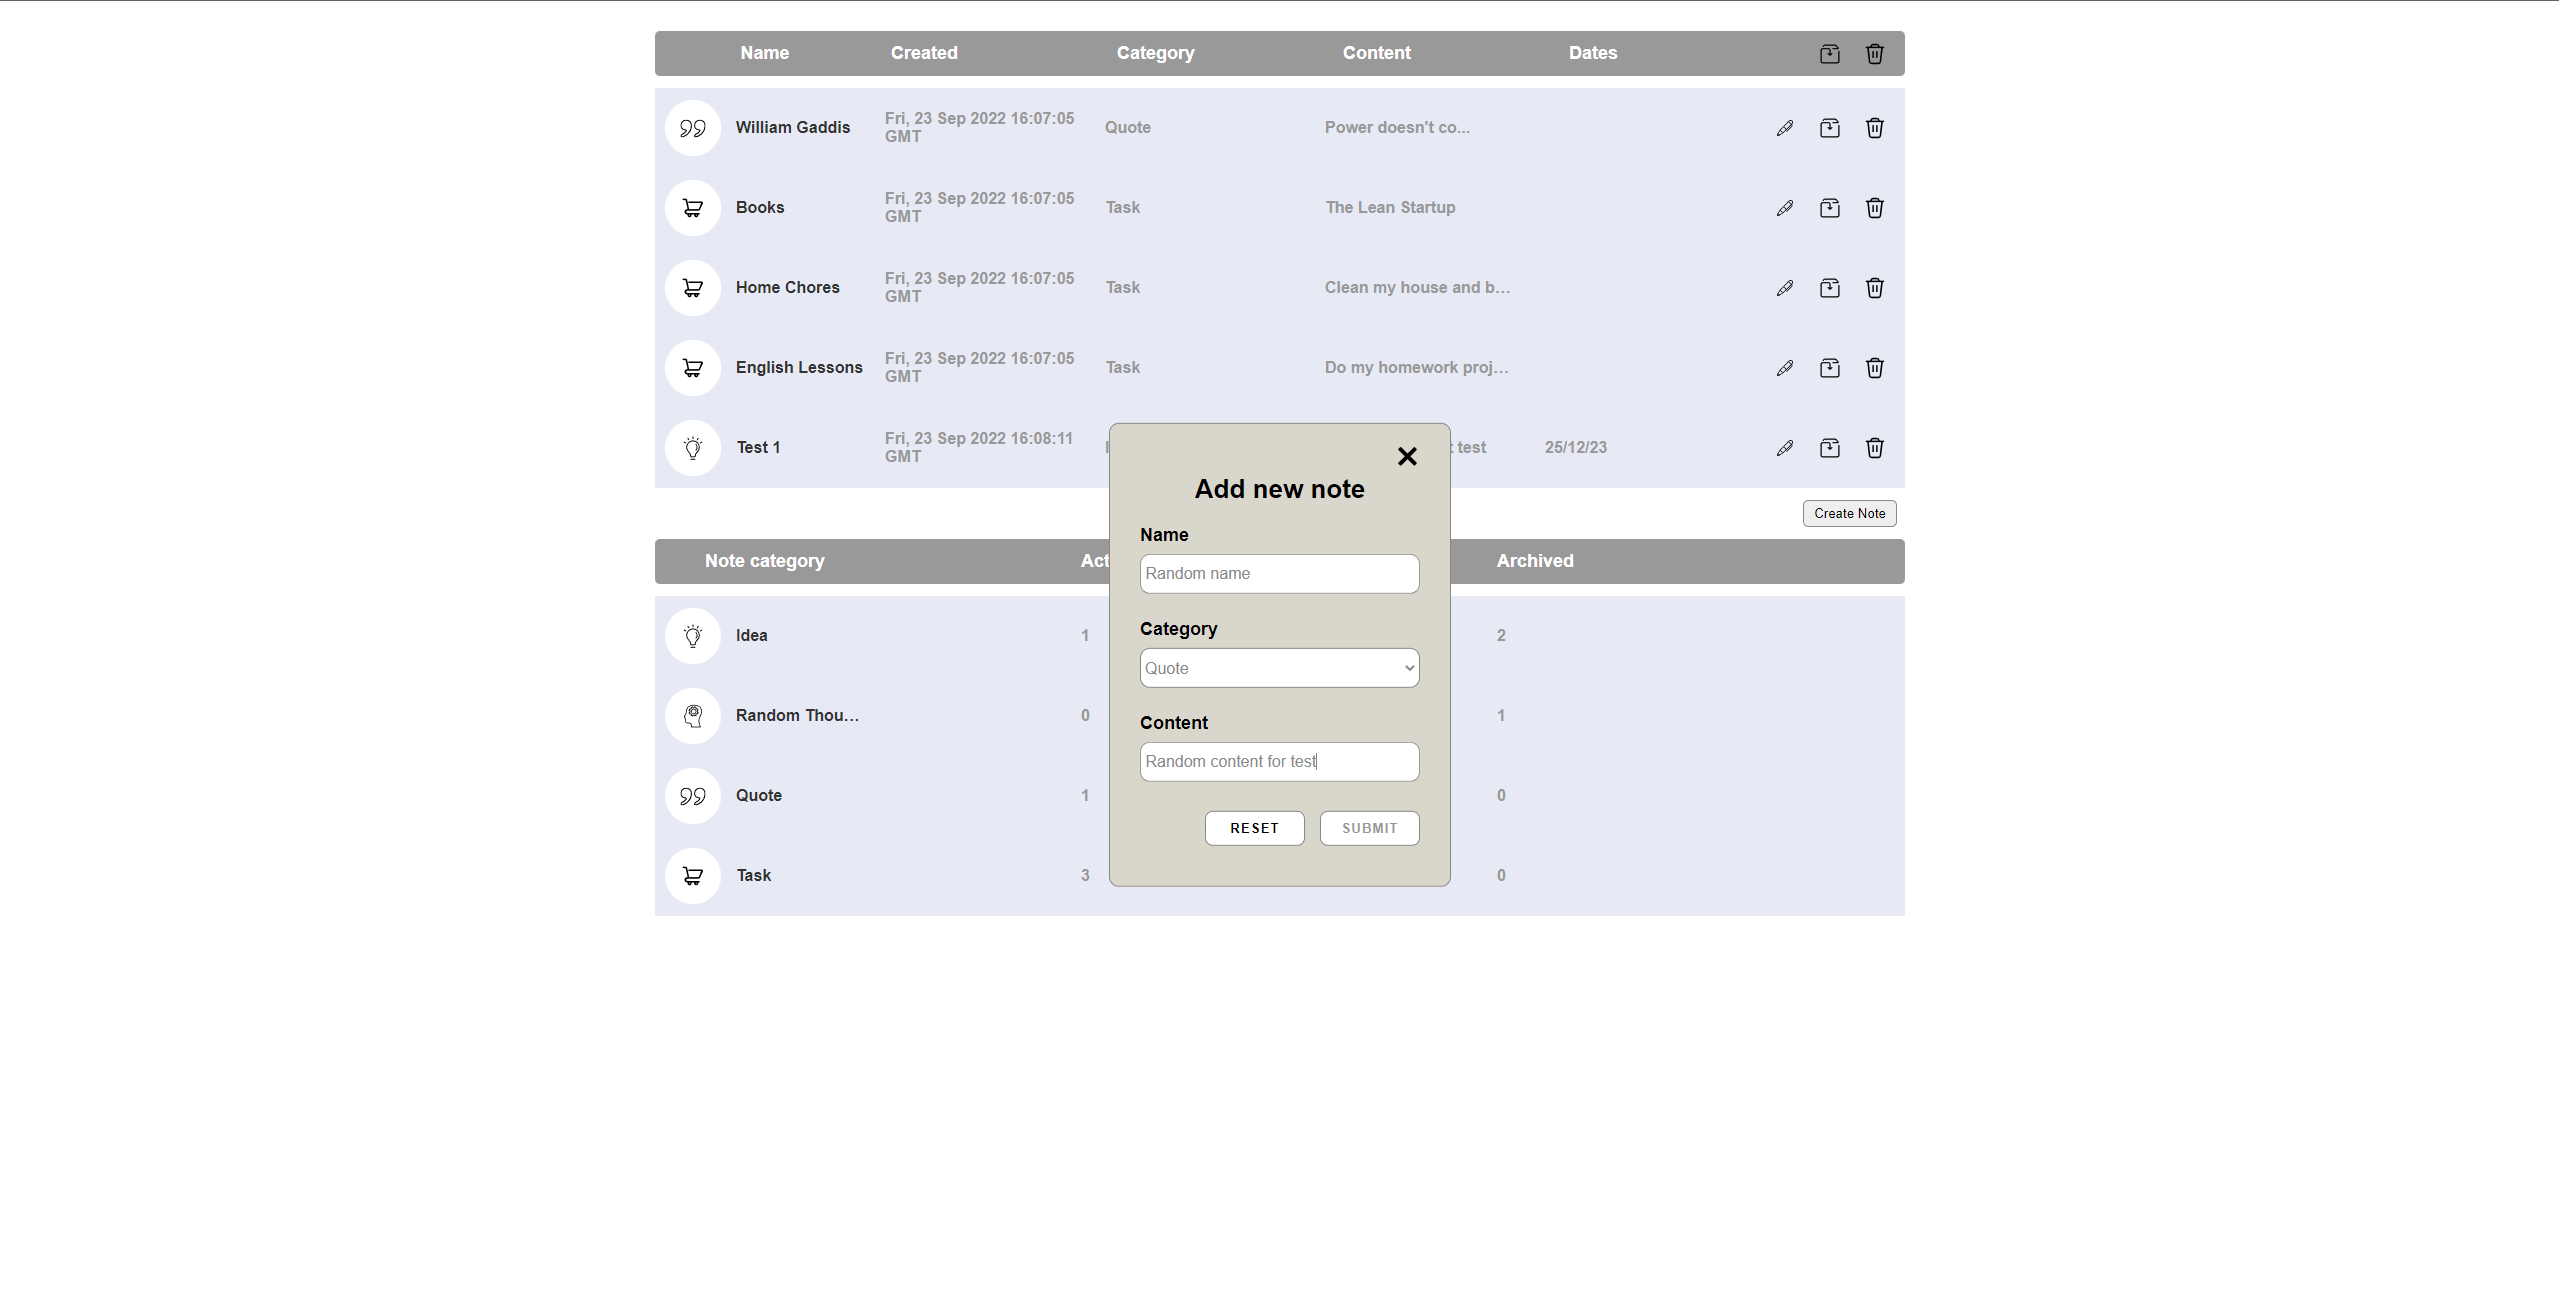 Name Created Category Content Dates
William Gaddis Fri, 23 Sep 2022 16:07:05 GMT Quote Power doesn't co...
Books Fri, 23 Sep 2022 16:07:05 GMT Task The Lean Startup
Home Chores Fri, 23 Sep 2022 16:07:05 GMT Task Clean my house and b...
English Lessons Fri, 23 Sep 2022 16:07:05 GMT Task Do my homework proj...
Test 1 Fri, 23 Sep 2022 16:08:11 GMT test 25/12/23
Create Note
Add new note
Name
Random name
Category
Quote
Content
Random content for test
RESET SUBMIT
Note category Act Archived
Idea 1 2
Random Thou... 0 1
Quote 1 0
Task 3 0